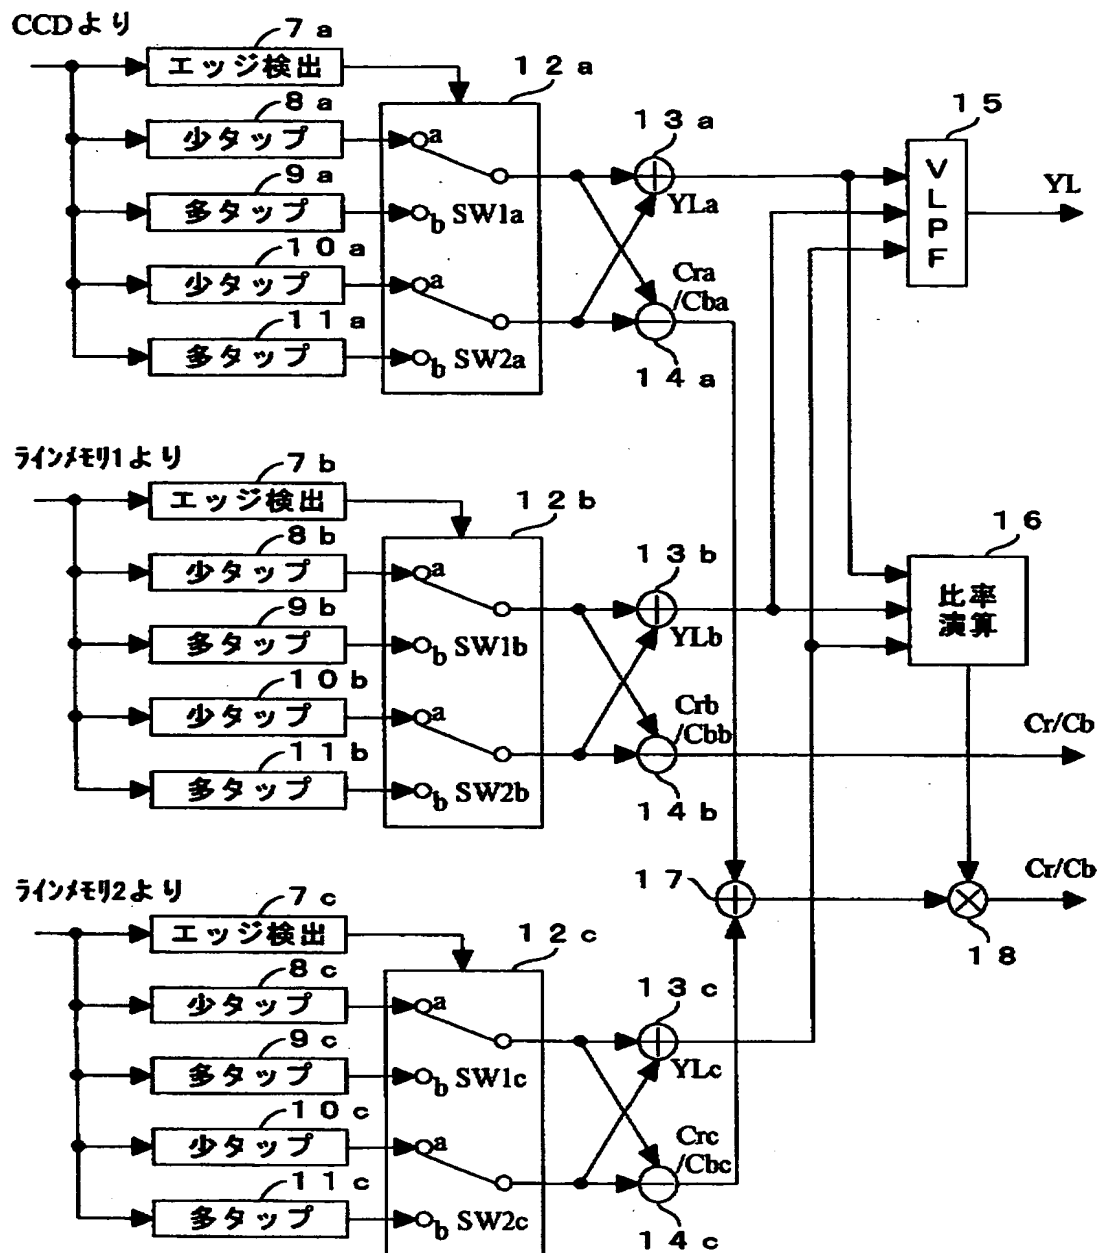 CCDより
7a
エッジ検出
12a
8a
少タップ
a
13a
15
9a
多タップ
b SW1a
YLa
VLPF
YL
10a
少タップ
a
Cra
/Cba
11a
多タップ
b SW2a
14a
ラインメモリ1より
7b
エッジ検出
12b
8b
少タップ
a
13b
16
比率
演算
9b
多タップ
b SW1b
YLb
10b
少タップ
a
Crb
/Cbb
Cr/Cb
11b
多タップ
b SW2b
14b
ラインメモリ2より
7c
エッジ検出
12c
17
Cr/Cb
18
8c
少タップ
a
13c
9c
多タップ
b SW1c
YLc
10c
少タップ
a
Crc
/Cbc
11c
多タップ
b SW2c
14c